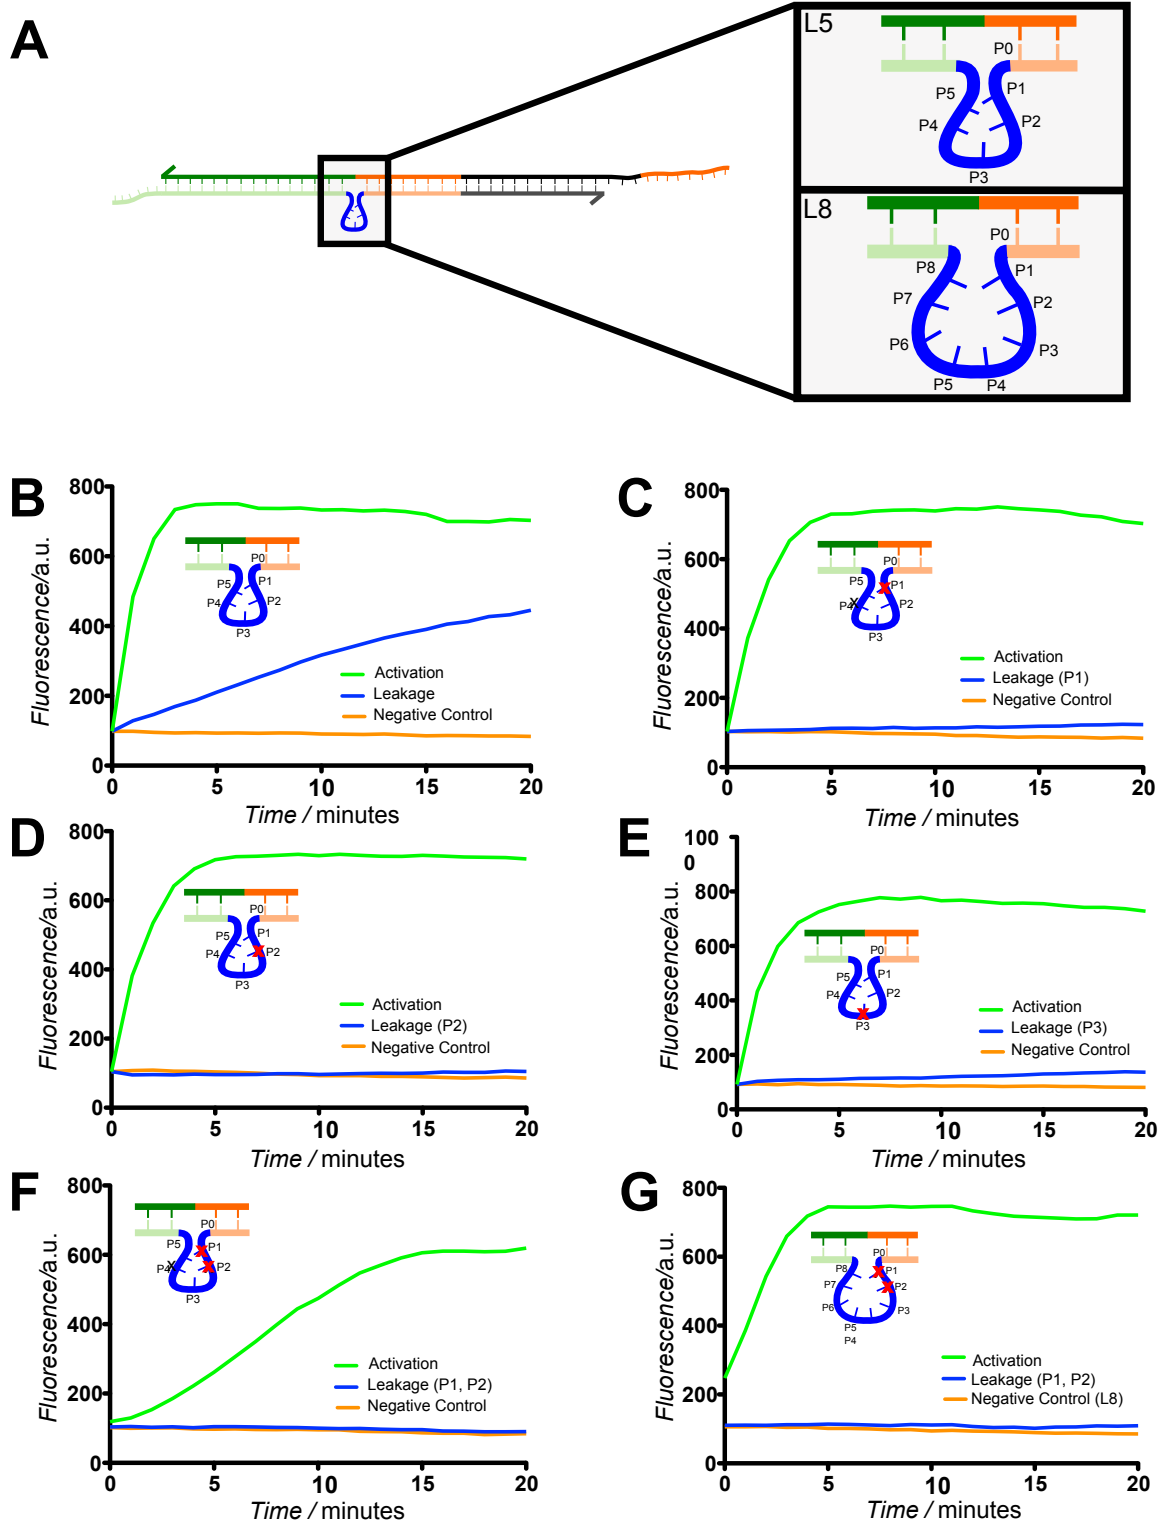 A
L5
P0
P5
P1
P4
P2
P3
L8
P0
P8
P1
P7
P2
P6
P3
P5
P4
B
Fluorescence/a.u.
800
600
400
200
0
P0
P5
P1
P4
P2
P3
Activation
Leakage
Negative Control
0
5
10
15
20
Time / minutes
C
Fluorescence/a.u.
800
600
400
200
0
P0
P5
P1
P4
X
P2
P3
Activation
Leakage (P1)
Negative Control
0
5
10
15
20
Time / minutes
D
Fluorescence/a.u.
800
600
400
200
0
P0
P5
P1
P4
P2
P3
Activation
Leakage (P2)
Negative Control
0
5
10
15
20
Time / minutes
E
Fluorescence/a.u.
100
0
800
600
400
200
0
P0
P5
P1
P4
P2
P3
Activation
Leakage (P3)
Negative Control
0
5
10
15
20
Time / minutes
F
Fluorescence/a.u.
800
600
400
200
0
P0
P5
P1
P4
X
P2
P3
Activation
Leakage (P1, P2)
Negative Control
0
5
10
15
20
Time / minutes
G
Fluorescence/a.u.
800
600
400
200
0
P0
P8
P1
P7
P2
P6
P3
P5
P4
Activation
Leakage (P1, P2)
Negative Control (L8)
0
5
10
15
20
Time / minutes